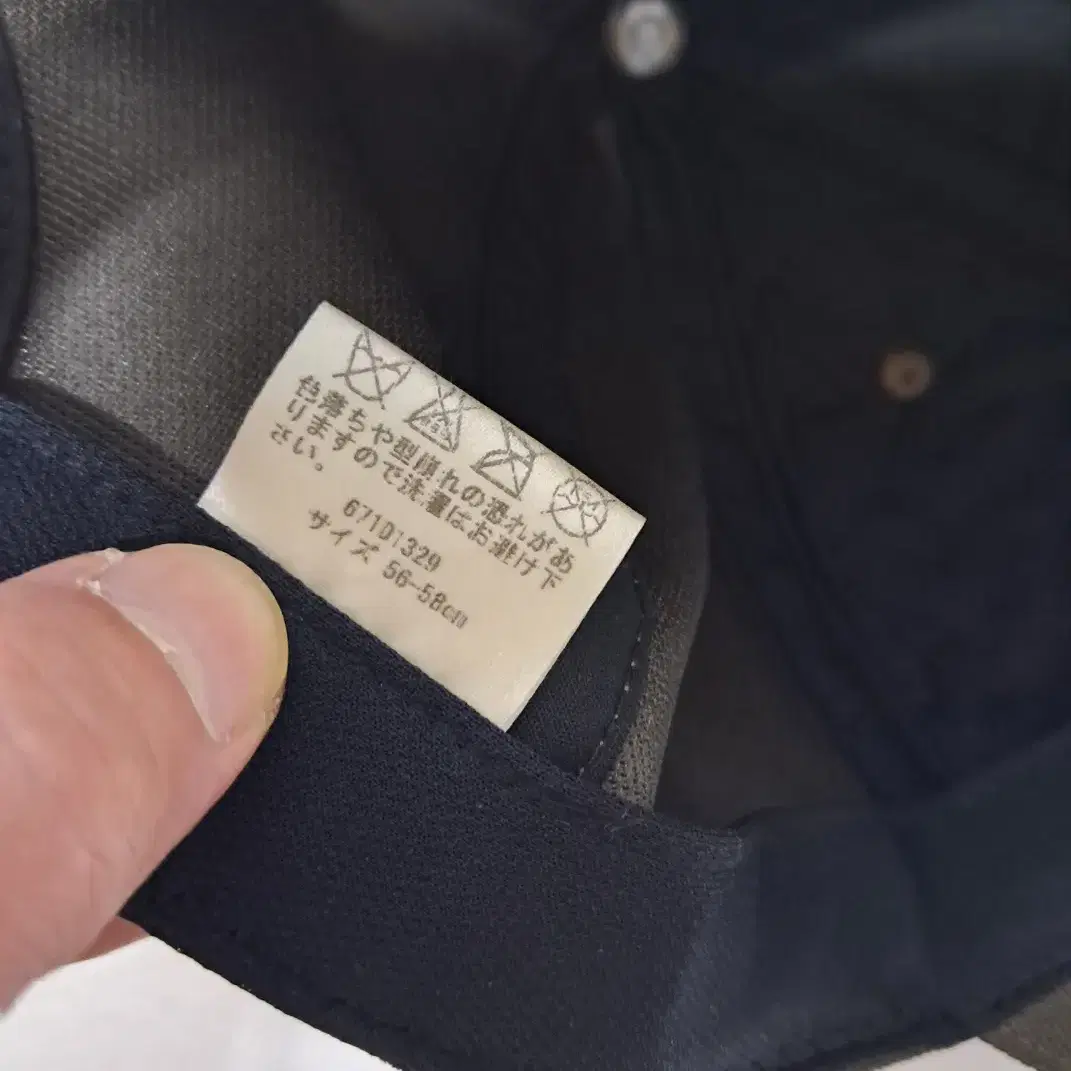 色落ちや型崩れの恐れがあ
りますので洗濯はお避け下
さい。
671D1329
サイズ 56-58cm